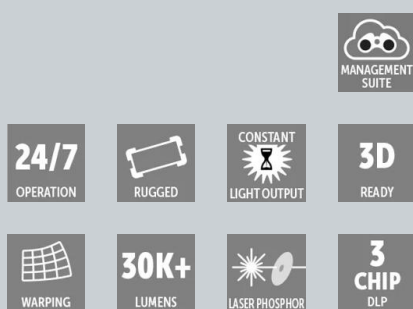 MANAGEMENT
SUITE
24/7
OPERATION
RUGGED
CONSTANT
LIGHT OUTPUT
3D
READY
WARPING
30K+
LUMENS
LASER PHOSPHOR
3
CHIP
DLP